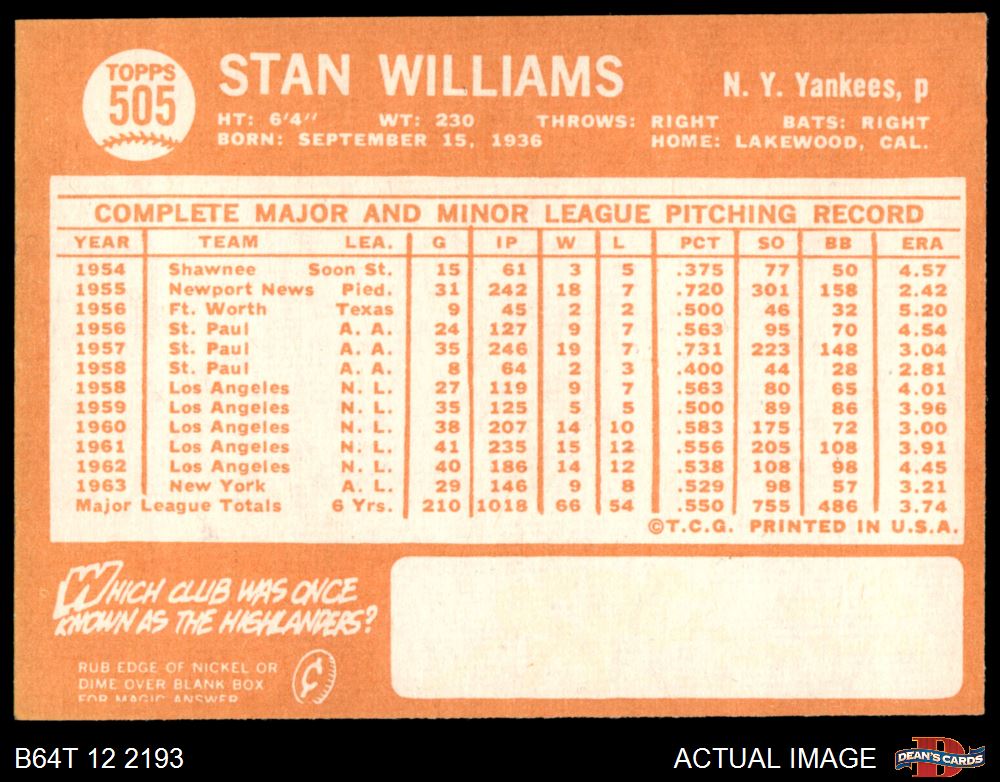 TOPPS
505
STAN WILLIAMS
N. Y. Yankees, p
HT: 6'4" WT: 230 THROWS: RIGHT BATS: RIGHT
BORN: SEPTEMBER 15, 1936 HOME: LAKEWOOD, CAL.
COMPLETE MAJOR AND MINOR LEAGUE PITCHING RECORD
YEAR TEAM LEA. G IP W L PCT SO BB ERA
1954 Shawnee Soon St. 15 61 3 5 .375 77 50 4.57
1955 Newport News Pied. 31 242 18 7 .720 301 158 2.42
1956 Ft. Worth Texas 9 45 2 2 .500 46 32 5.20
1956 St. Paul A. A. 24 127 9 7 .563 95 70 4.54
1957 St. Paul A. A. 35 246 19 7 .731 223 148 3.04
1958 St. Paul A. A. 8 64 2 3 .400 44 28 2.81
1958 Los Angeles N. L. 27 119 9 7 .563 80 65 4.01
1959 Los Angeles N. L. 35 125 5 5 .500 89 86 3.96
1960 Los Angeles N. L. 38 207 14 10 .583 175 72 3.00
1961 Los Angeles N. L. 41 235 15 12 .556 205 108 3.91
1962 Los Angeles N. L. 40 186 14 12 .538 108 98 4.45
1963 New York A. L. 29 146 9 8 .529 98 57 3.21
Major League Totals 6 Yrs. 210 1018 66 54 .550 755 486 3.74
©T.C.G. PRINTED IN U.S.A.
WHICH CLUB WAS ONCE
KNOWN AS THE HIGHLANDERS?
RUB EDGE OF NICKEL OR
DIME OVER BLANK BOX
FOR MAGIC ANSWER
B64T 12 2193
ACTUAL IMAGE
D
DEAN'S CARDS